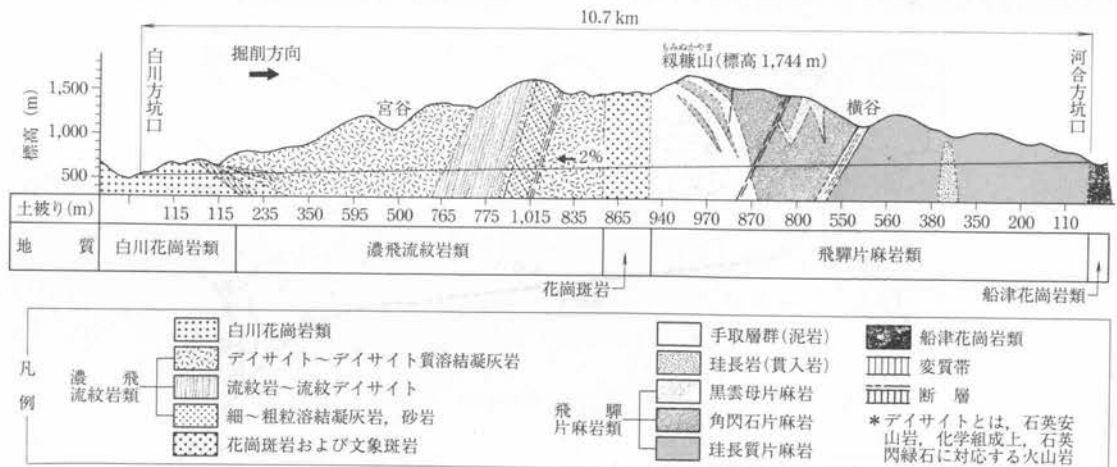 10.7 km
白川方坑口
掘削方向
宮谷
もみぬかやま
籾糠山(標高 1,744 m)
横谷
河合方坑口
標高(m)
1,500
1,000
500
2%
土被り(m) 115 115 235 350 595 500 765 775 1,015 835 865 940 970 870 800 550 560 380 350 200 110
地質 白川花崗岩類 濃飛流紋岩類 飛驒片麻岩類
花崗斑岩 船津花崗岩類
凡例
白川花崗岩類
濃飛流紋岩類
デイサイト〜デイサイト質溶結凝灰岩
流紋岩〜流紋デイサイト
細〜粗粒溶結凝灰岩，砂岩
花崗斑岩および文象斑岩
手取層群(泥岩)
珪長岩(貫入岩)
飛驒片麻岩類
黒雲母片麻岩
角閃石片麻岩
珪長質片麻岩
船津花崗岩類
変質帯
断層
＊デイサイトとは，石英安
山岩，化学組成上，石英
閃緑石に対応する火山岩